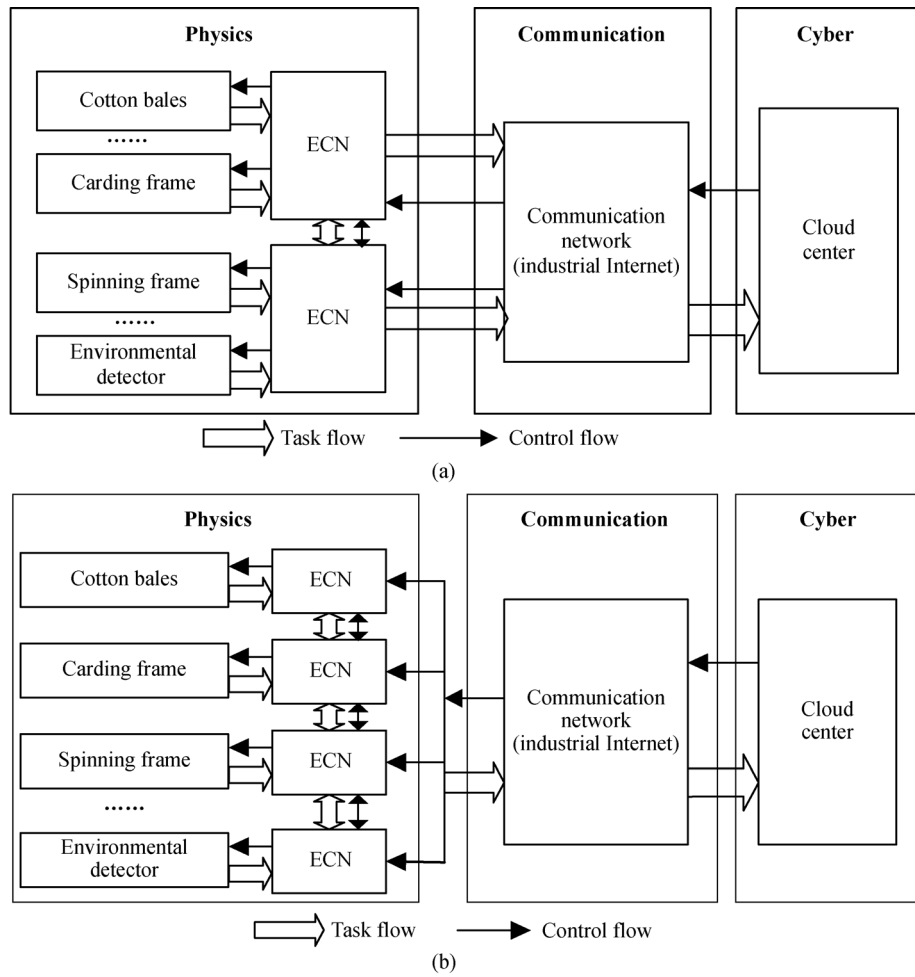 Physics
Communication
Cyber
Cotton bales
......
Carding frame
ECN
Spinning frame
......
Environmental
detector
ECN
Communication
network
(industrial Internet)
Cloud
center
Task flow
Control flow
(a)
Physics
Communication
Cyber
Cotton bales
ECN
Carding frame
ECN
Spinning frame
ECN
......
Environmental
detector
ECN
Communication
network
(industrial Internet)
Cloud
center
Task flow
Control flow
(b)